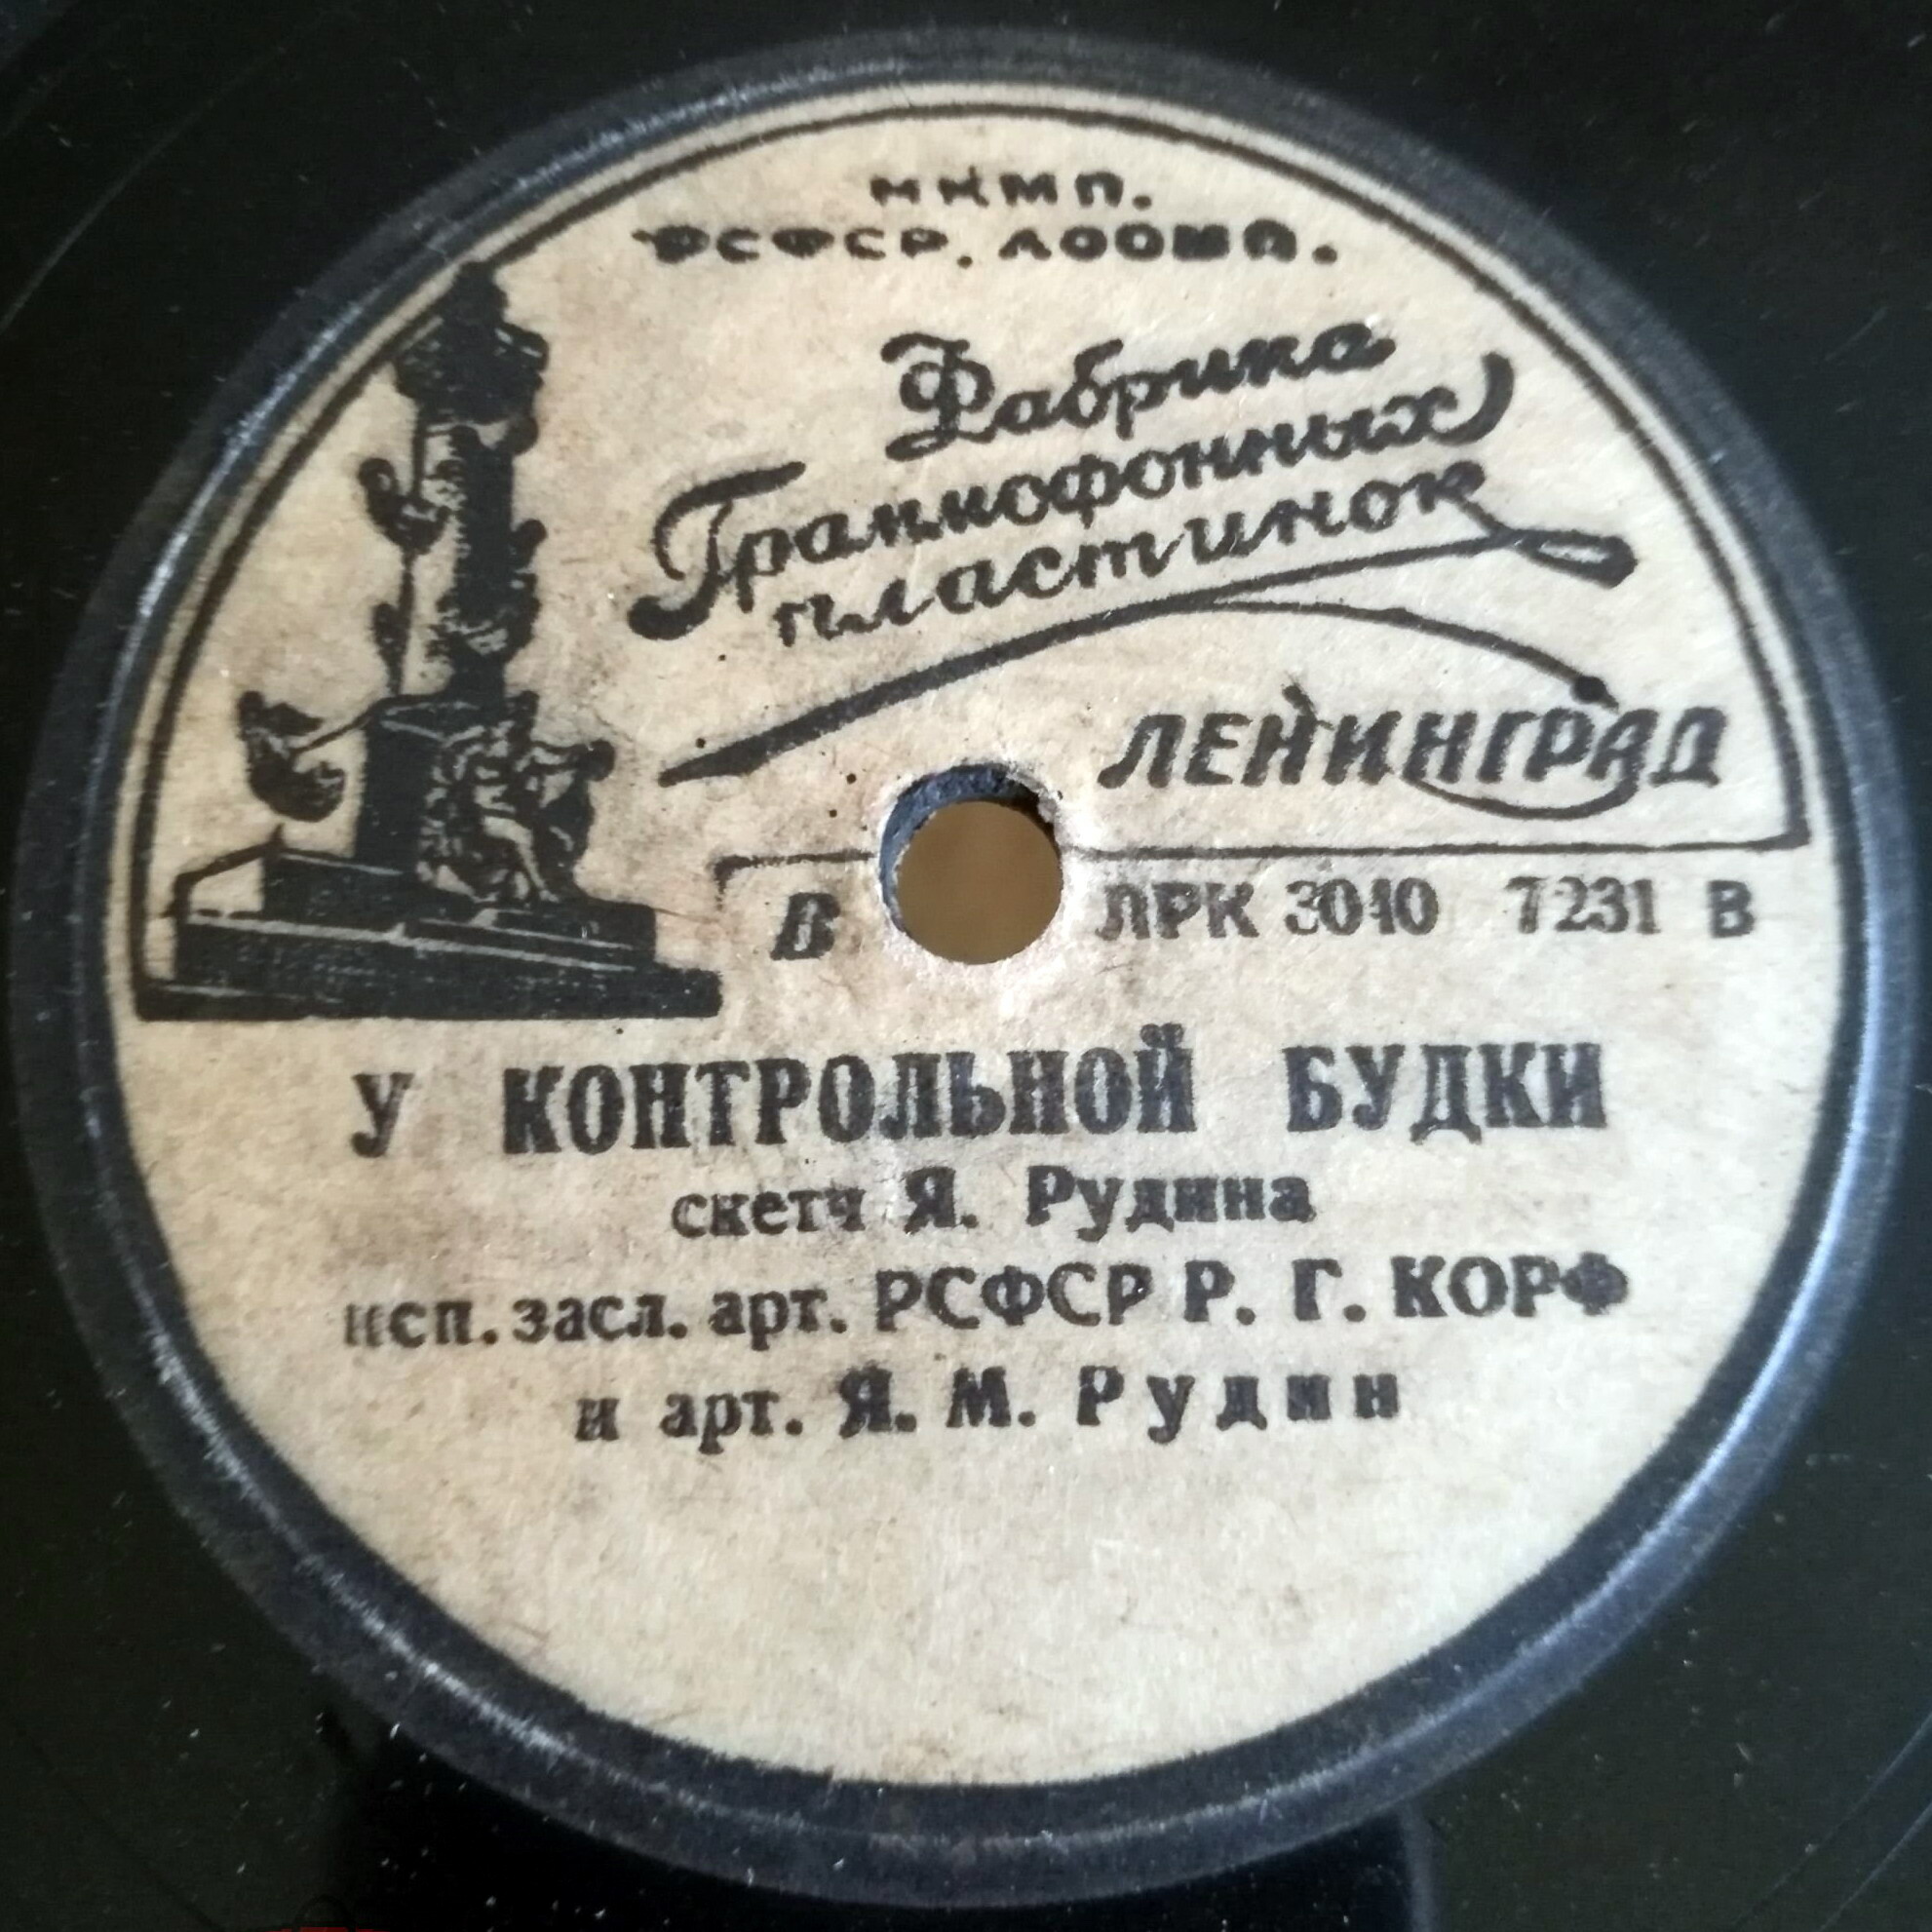 НКМП.
РСФСР. ЛООМП.
Фабрика
Граммофонных
пластинок
ЛЕНИНГРАД
В ЛРК 3040 7231 В
У КОНТРОЛЬНОЙ БУДКИ
скетч Я. Рудина
исп. засл. арт. РСФСР Р. Г. КОРФ
и арт. Я. М. Рудин